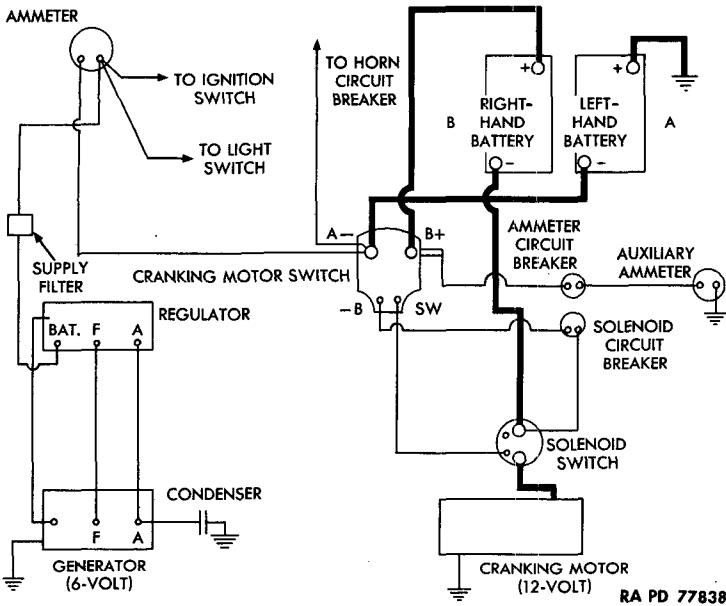 AMMETER
TO IGNITION
SWITCH
TO LIGHT
SWITCH
TO HORN
CIRCUIT
BREAKER
+
RIGHT-
HAND
BATTERY
B
-
+
LEFT-
HAND
BATTERY
A
-
SUPPLY
FILTER
A-
B+
CRANKING MOTOR SWITCH
-B
SW
AMMETER
CIRCUIT
BREAKER
AUXILIARY
AMMETER
REGULATOR
BAT. F A
SOLENOID
CIRCUIT
BREAKER
SOLENOID
SWITCH
CONDENSER
F A
GENERATOR
(6-VOLT)
CRANKING MOTOR
(12-VOLT)
RA PD 77838